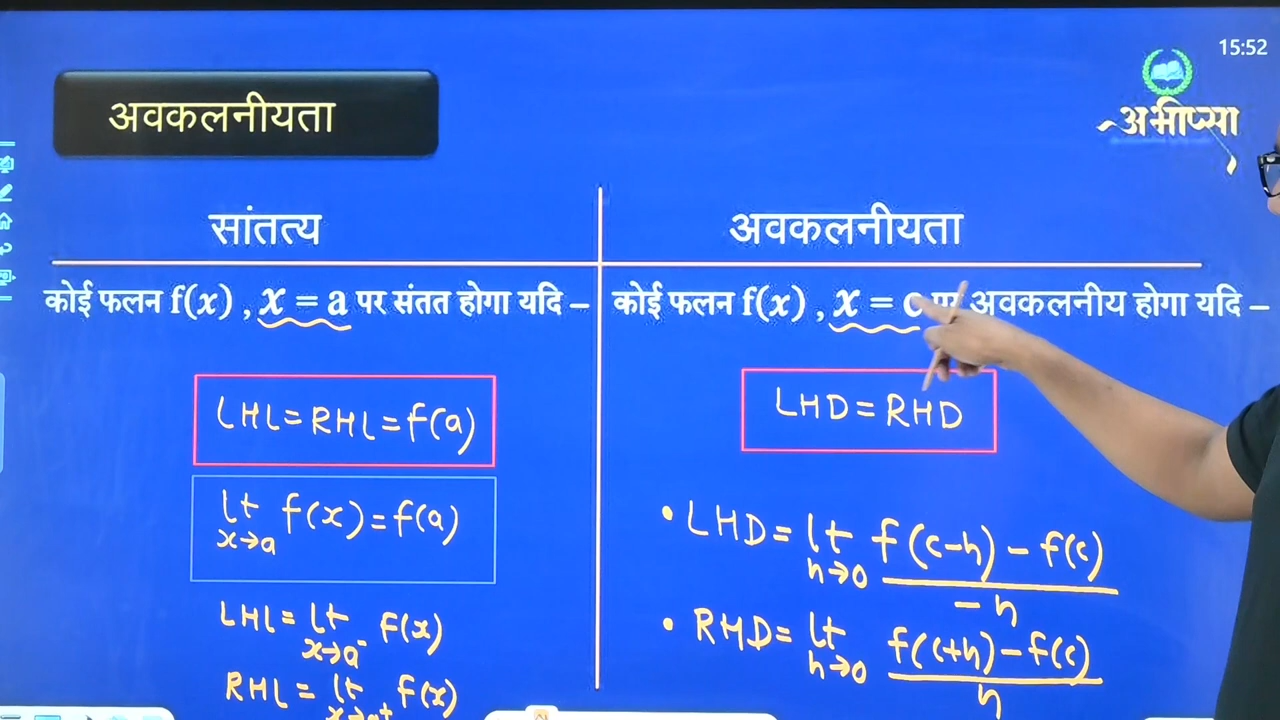 15:52
अभीप्सा
अवकलनीयता
सांतत्य
कोई फलन f(x) , x = a पर संतत होगा यदि –
LHL = RHL = f(a)
lt f(x) = f(a)
x→a
LHL = lt f(x)
x→a⁻
RHL = lt f(x)
x→a⁺
अवकलनीयता
कोई फलन f(x) , x = c पर अवकलनीय होगा यदि –
LHD = RHD
• LHD = lt f(c-h) - f(c)
h→0 -h
• RHD = lt f(c+h) - f(c)
h→0 h